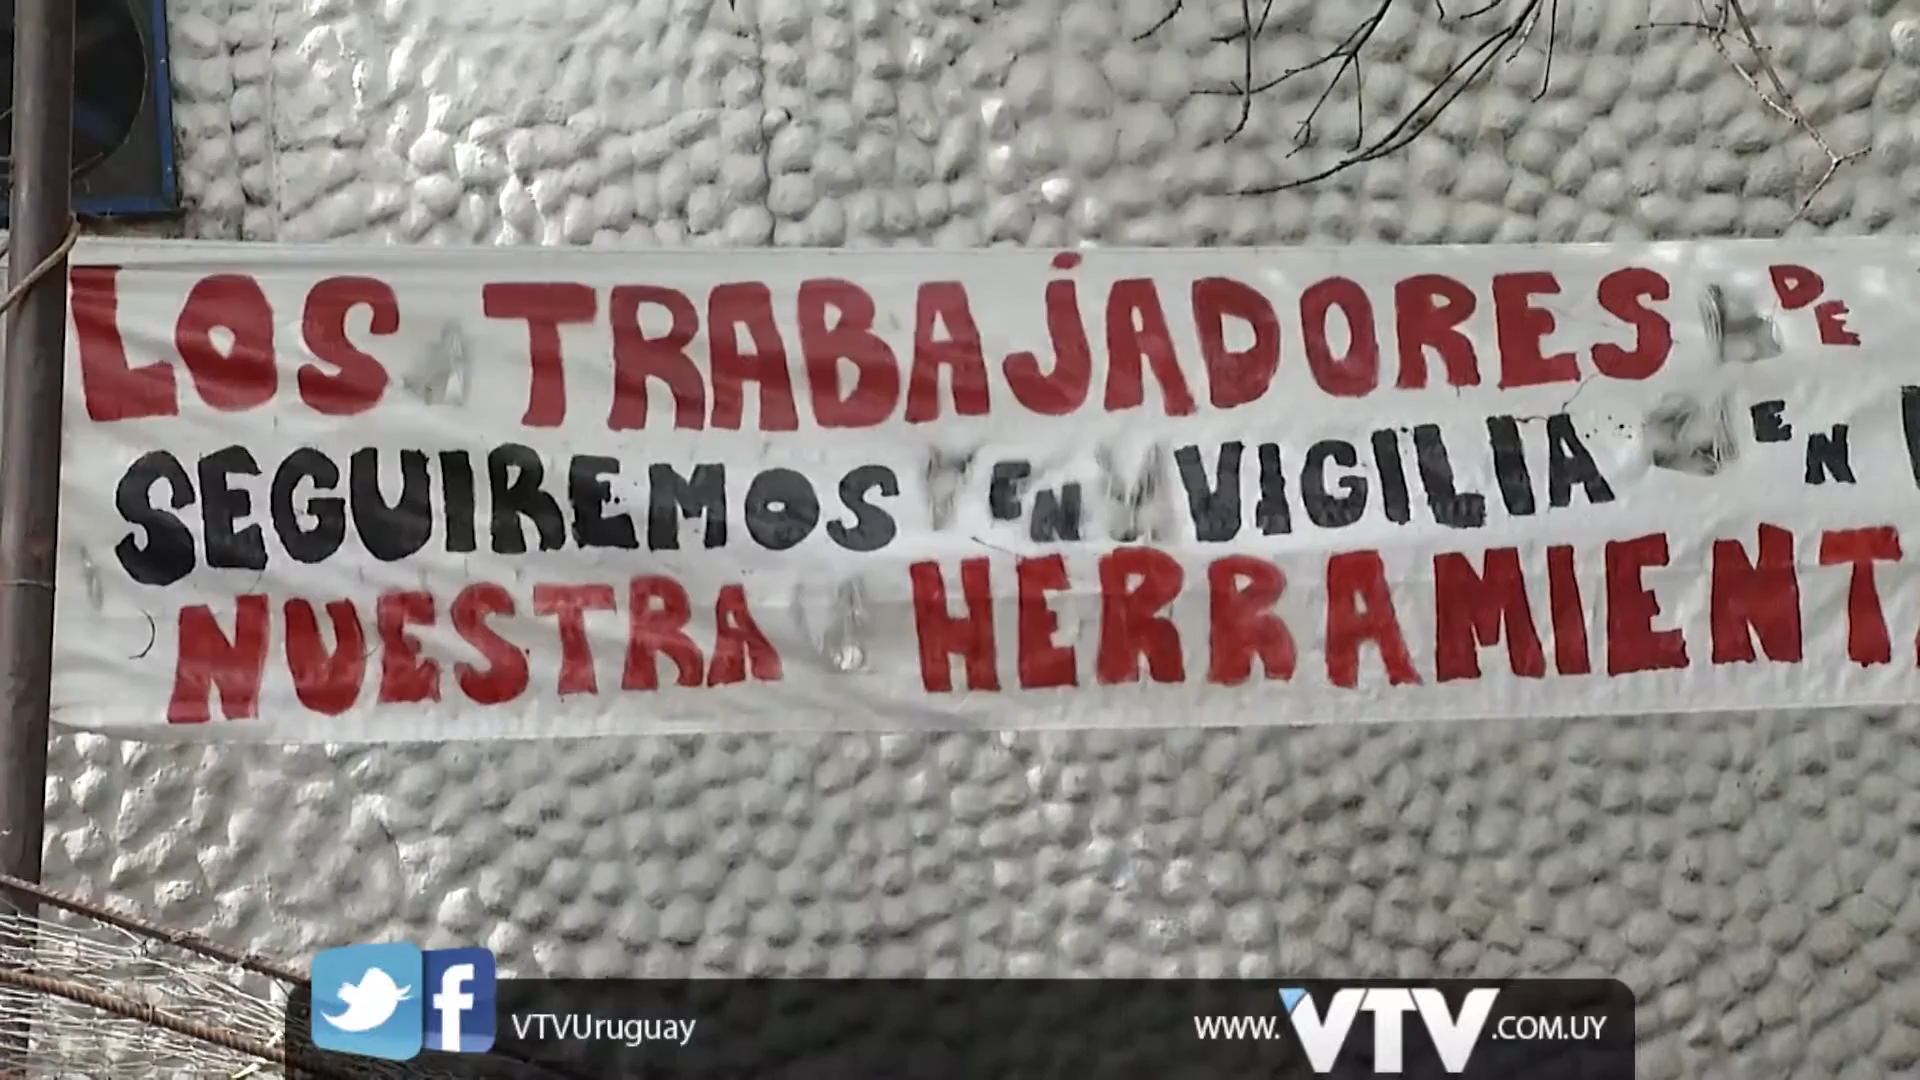 LOS TRABAJADORES DE
SEGUIREMOS EN VIGILIA EN
NUESTRA HERRAMIENT
VTVUruguay
www.VTV.COM.UY